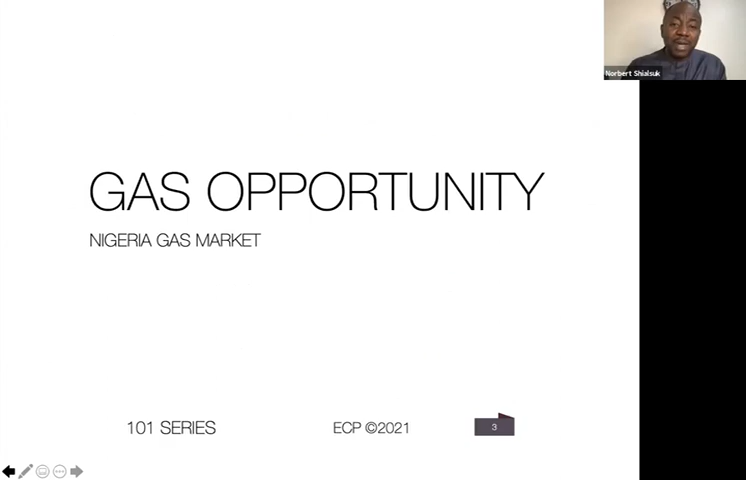 Norbert Shialsuk
GAS OPPORTUNITY
NIGERIA GAS MARKET
101 SERIES
ECP ©2021
3